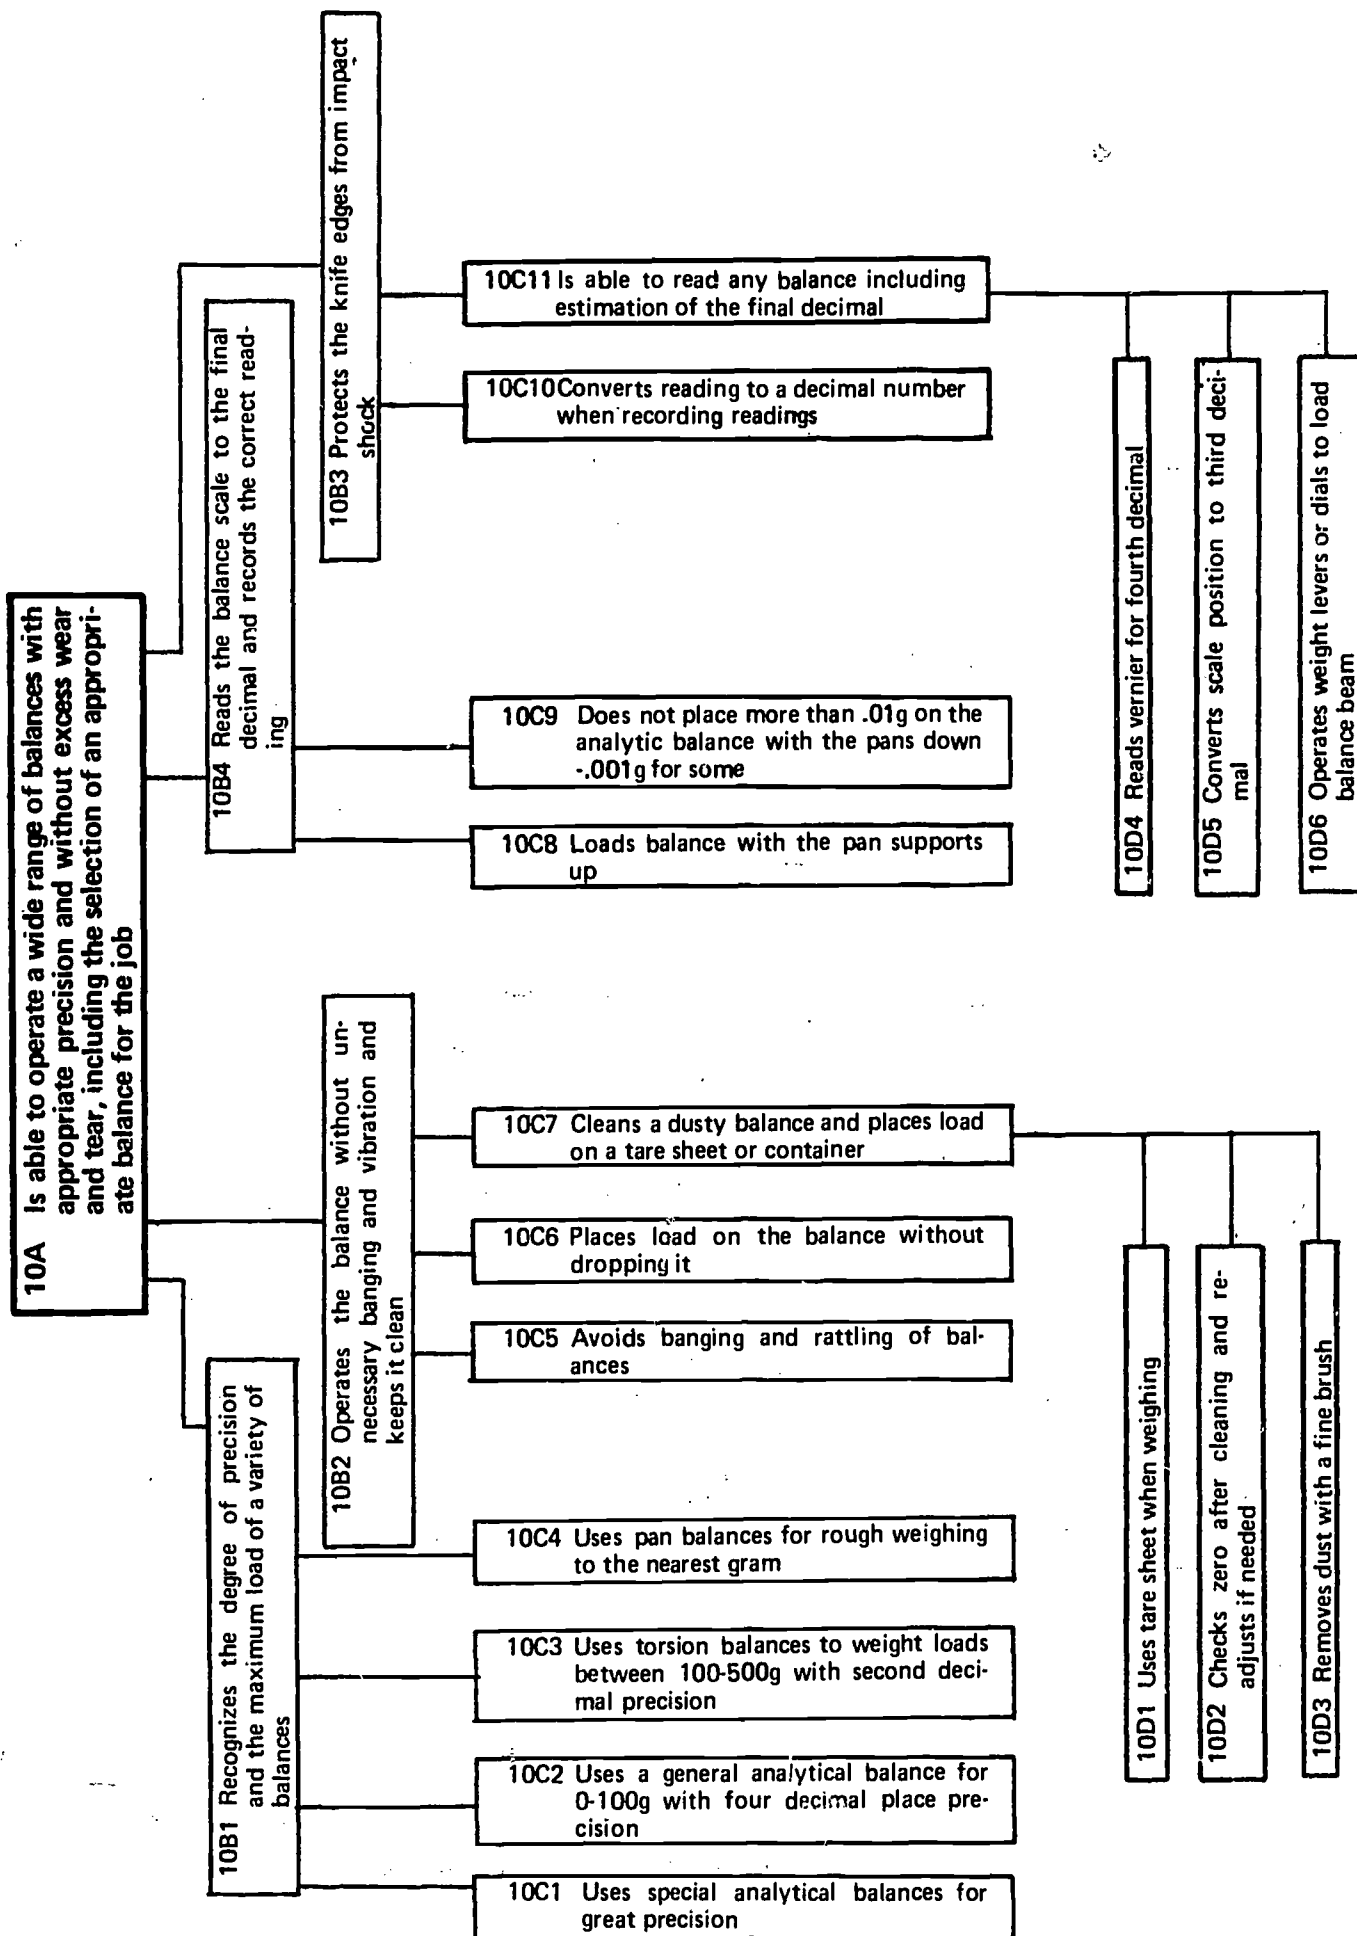 10A Is able to operate a wide range of balances with
appropriate precision and without excess wear
and tear, including the selection of an appropri-
ate balance for the job
10B1 Recognizes the degree of precision
and the maximum load of a variety of
balances
10B2 Operates the balance without un-
necessary banging and vibration and
keeps it clean
10B4 Reads the balance scale to the final
decimal and records the correct read-
ing
10B3 Protects the knife edges from impact
shock
10C1 Uses special analytical balances for
great precision
10C2 Uses a general analytical balance for
0-100g with four decimal place pre-
cision
10C3 Uses torsion balances to weight loads
between 100-500g with second deci-
mal precision
10C4 Uses pan balances for rough weighing
to the nearest gram
10C5 Avoids banging and rattling of bal-
ances
10C6 Places load on the balance without
dropping it
10C7 Cleans a dusty balance and places load
on a tare sheet or container
10C8 Loads balance with the pan supports
up
10C9 Does not place more than .01g on the
analytic balance with the pans down
-.001g for some
10C10 Converts reading to a decimal number
when recording readings
10C11 Is able to read any balance including
estimation of the final decimal
10D1 Uses tare sheet when weighing
10D2 Checks zero after cleaning and re-
adjusts if needed
10D3 Removes dust with a fine brush
10D4 Reads vernier for fourth decimal
10D5 Converts scale position to third deci-
mal
10D6 Operates weight levers or dials to load
balance beam